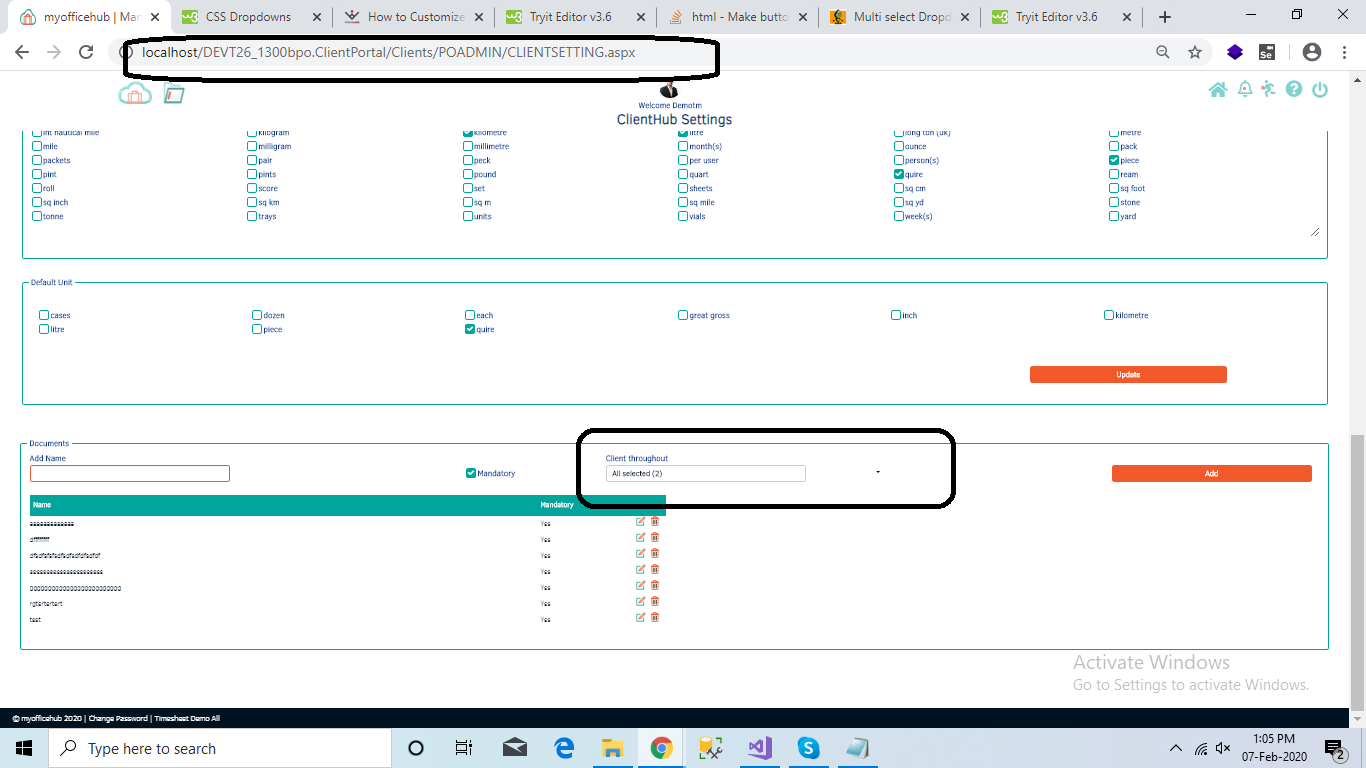 myofficehub | Man
CSS Dropdowns
How to Customize
Tryit Editor v3.6
html - Make butto
Multi select Dropd
Tryit Editor v3.6
localhost/DEVT26_1300bpo.ClientPortal/Clients/POADMIN/CLIENTSETTING.aspx
Welcome Demotm
ClientHub Settings
int nautical mile kilogram kilometre litre long ton (uk) metre
mile milligram millimetre month(s) ounce pack
packets pair peck per user person(s) piece
pint pints pound quart quire ream
roll score set sheets sq cm sq foot
sq inch sq km sq m sq mile sq yd stone
tonne trays units vials week(s) yard
Default Unit
cases dozen each great gross inch kilometre
litre piece quire
Update
Documents
Add Name
Mandatory
Client throughout
All selected (2)
Add
Name Mandatory
Yes
Yes
Yes
Yes
Yes
rgtertertert Yes
test Yes
Activate Windows
Go to Settings to activate Windows.
© myofficehub 2020 | Change Password | Timesheet Demo All
Type here to search
1:05 PM
07-Feb-2020
2